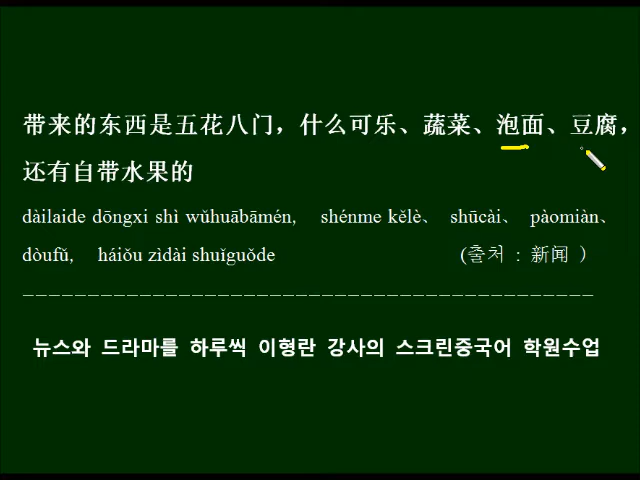 带来的东西是五花八门，什么可乐、蔬菜、泡面、豆腐，
还有自带水果的
dàilaide dōngxi shì wǔhuābāmén,  shénme kělè、 shūcài、 pàomiàn、
dòufǔ,  háiǒu zìdài shuǐguǒde (출처 : 新闻 )
뉴스와 드라마를 하루씩 이형란 강사의 스크린중국어 학원수업